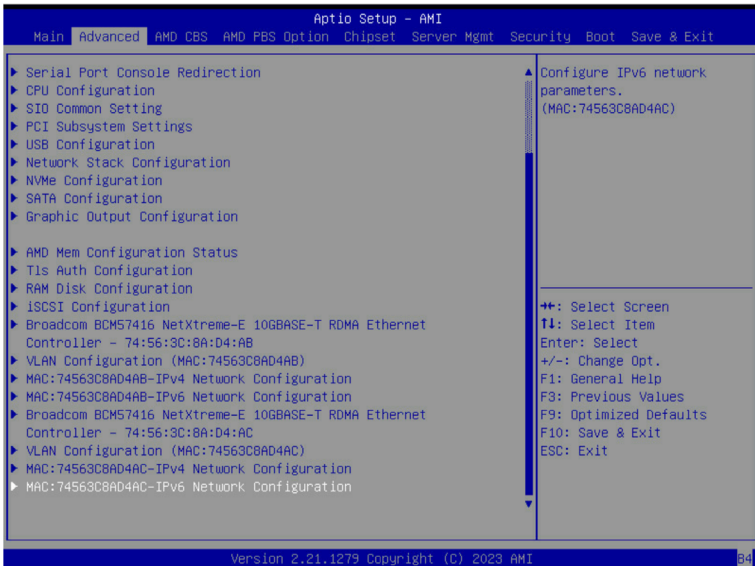 Aptio Setup - AMI
Main Advanced AMD CBS AMD PBS Option Chipset Server Mgmt Security Boot Save & Exit
▶ Serial Port Console Redirection
▶ CPU Configuration
▶ SIO Common Setting
▶ PCI Subsystem Settings
▶ USB Configuration
▶ Network Stack Configuration
▶ NVMe Configuration
▶ SATA Configuration
▶ Graphic Output Configuration
▶ AMD Mem Configuration Status
▶ Tls Auth Configuration
▶ RAM Disk Configuration
▶ iSCSI Configuration
▶ Broadcom BCM57416 NetXtreme-E 10GBASE-T RDMA Ethernet
Controller - 74:56:3C:8A:D4:AB
▶ VLAN Configuration (MAC:74563C8AD4AB)
▶ MAC:74563C8AD4AB-IPv4 Network Configuration
▶ MAC:74563C8AD4AB-IPv6 Network Configuration
▶ Broadcom BCM57416 NetXtreme-E 10GBASE-T RDMA Ethernet
Controller - 74:56:3C:8A:D4:AC
▶ VLAN Configuration (MAC:74563C8AD4AC)
▶ MAC:74563C8AD4AC-IPv4 Network Configuration
▶ MAC:74563C8AD4AC-IPv6 Network Configuration
Configure IPv6 network
parameters.
(MAC:74563C8AD4AC)
→←: Select Screen
↑↓: Select Item
Enter: Select
+/-: Change Opt.
F1: General Help
F3: Previous Values
F9: Optimized Defaults
F10: Save & Exit
ESC: Exit
Version 2.21.1279 Copyright (C) 2023 AMI
B4